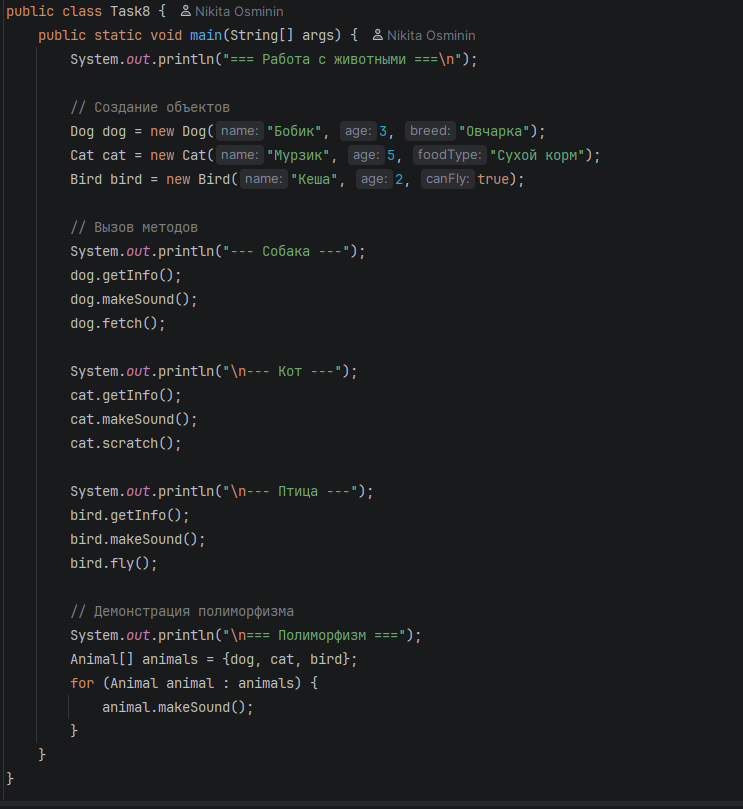 public class Task8 { Nikita Osminin
public static void main(String[] args) { Nikita Osminin
System.out.println("=== Работа с животными ===\n");
// Создание объектов
Dog dog = new Dog( name: "Бобик", age: 3, breed: "Овчарка");
Cat cat = new Cat( name: "Мурзик", age: 5, foodType: "Сухой корм");
Bird bird = new Bird( name: "Кеша", age: 2, canFly: true);
// Вызов методов
System.out.println("--- Собака ---");
dog.getInfo();
dog.makeSound();
dog.fetch();
System.out.println("\n--- Кот ---");
cat.getInfo();
cat.makeSound();
cat.scratch();
System.out.println("\n--- Птица ---");
bird.getInfo();
bird.makeSound();
bird.fly();
// Демонстрация полиморфизма
System.out.println("\n=== Полиморфизм ===");
Animal[] animals = {dog, cat, bird};
for (Animal animal : animals) {
animal.makeSound();
}
}
}